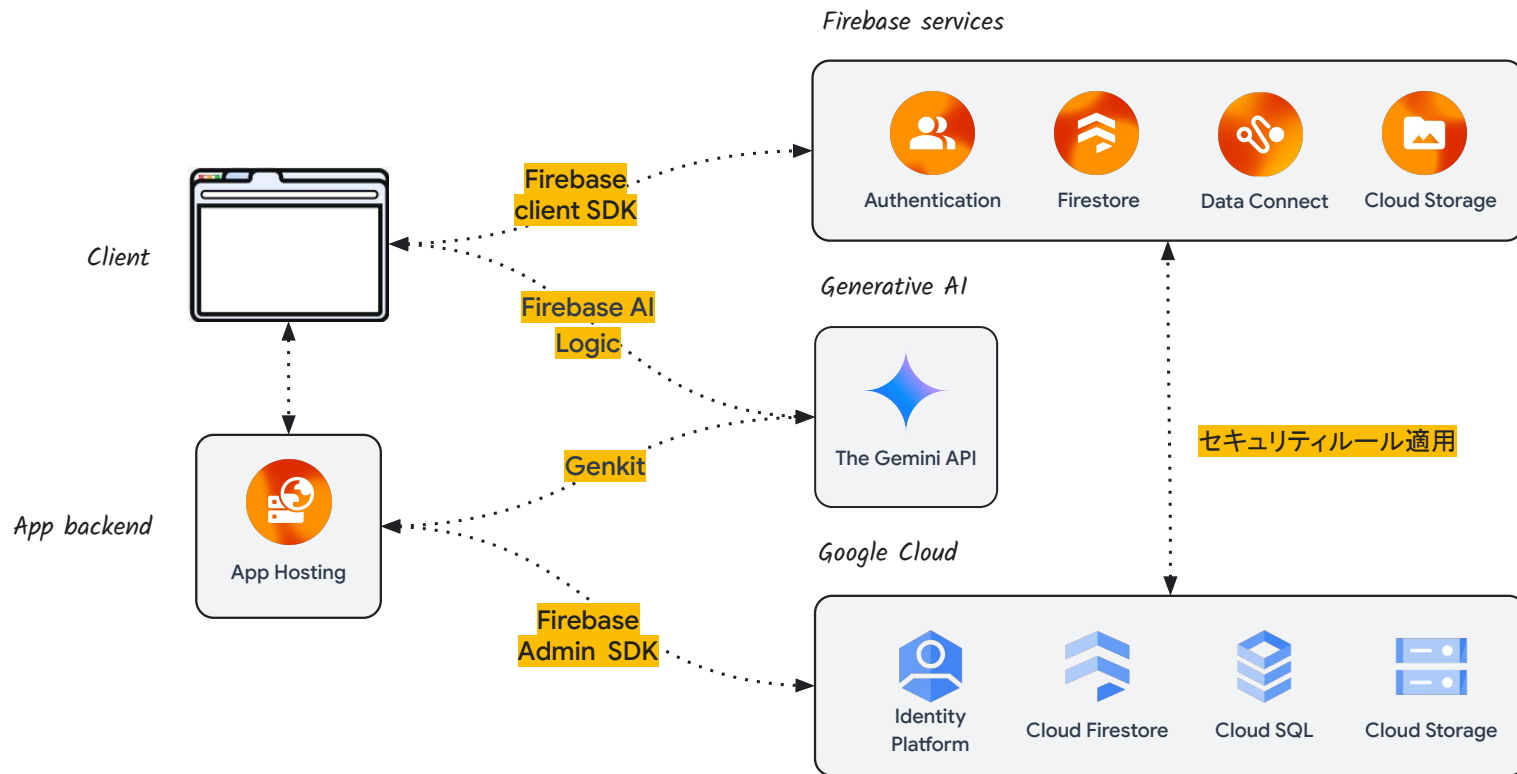 Firebase services
Authentication
Firestore
Data Connect
Cloud Storage
Firebase
client SDK
Client
Generative AI
Firebase AI
Logic
The Gemini API
セキュリティルール適用
Genkit
App backend
App Hosting
Google Cloud
Firebase
Admin SDK
Identity
Platform
Cloud Firestore
Cloud SQL
Cloud Storage